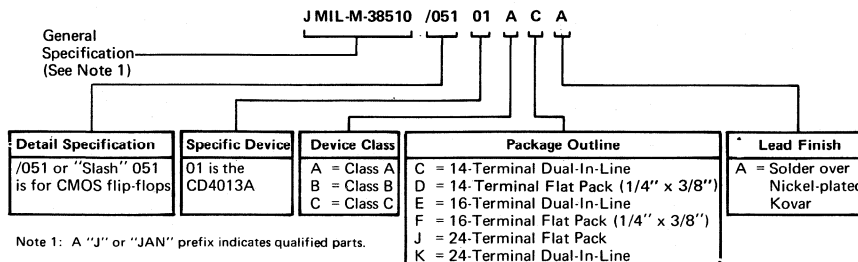 J MIL-M-38510 /051 01 A C A
General
Specification
(See Note 1)
Detail Specification
/051 or "Slash" 051
is for CMOS flip-flops
Specific Device
01 is the
CD4013A
Device Class
A = Class A
B = Class B
C = Class C
Package Outline
C = 14-Terminal Dual-In-Line
D = 14-Terminal Flat Pack (1/4" x 3/8")
E = 16-Terminal Dual-In-Line
F = 16-Terminal Flat Pack (1/4" x 3/8")
J = 24-Terminal Flat Pack
K = 24-Terminal Dual-In-Line
Lead Finish
A = Solder over
Nickel-plated
Kovar
Note 1: A "J" or "JAN" prefix indicates qualified parts.